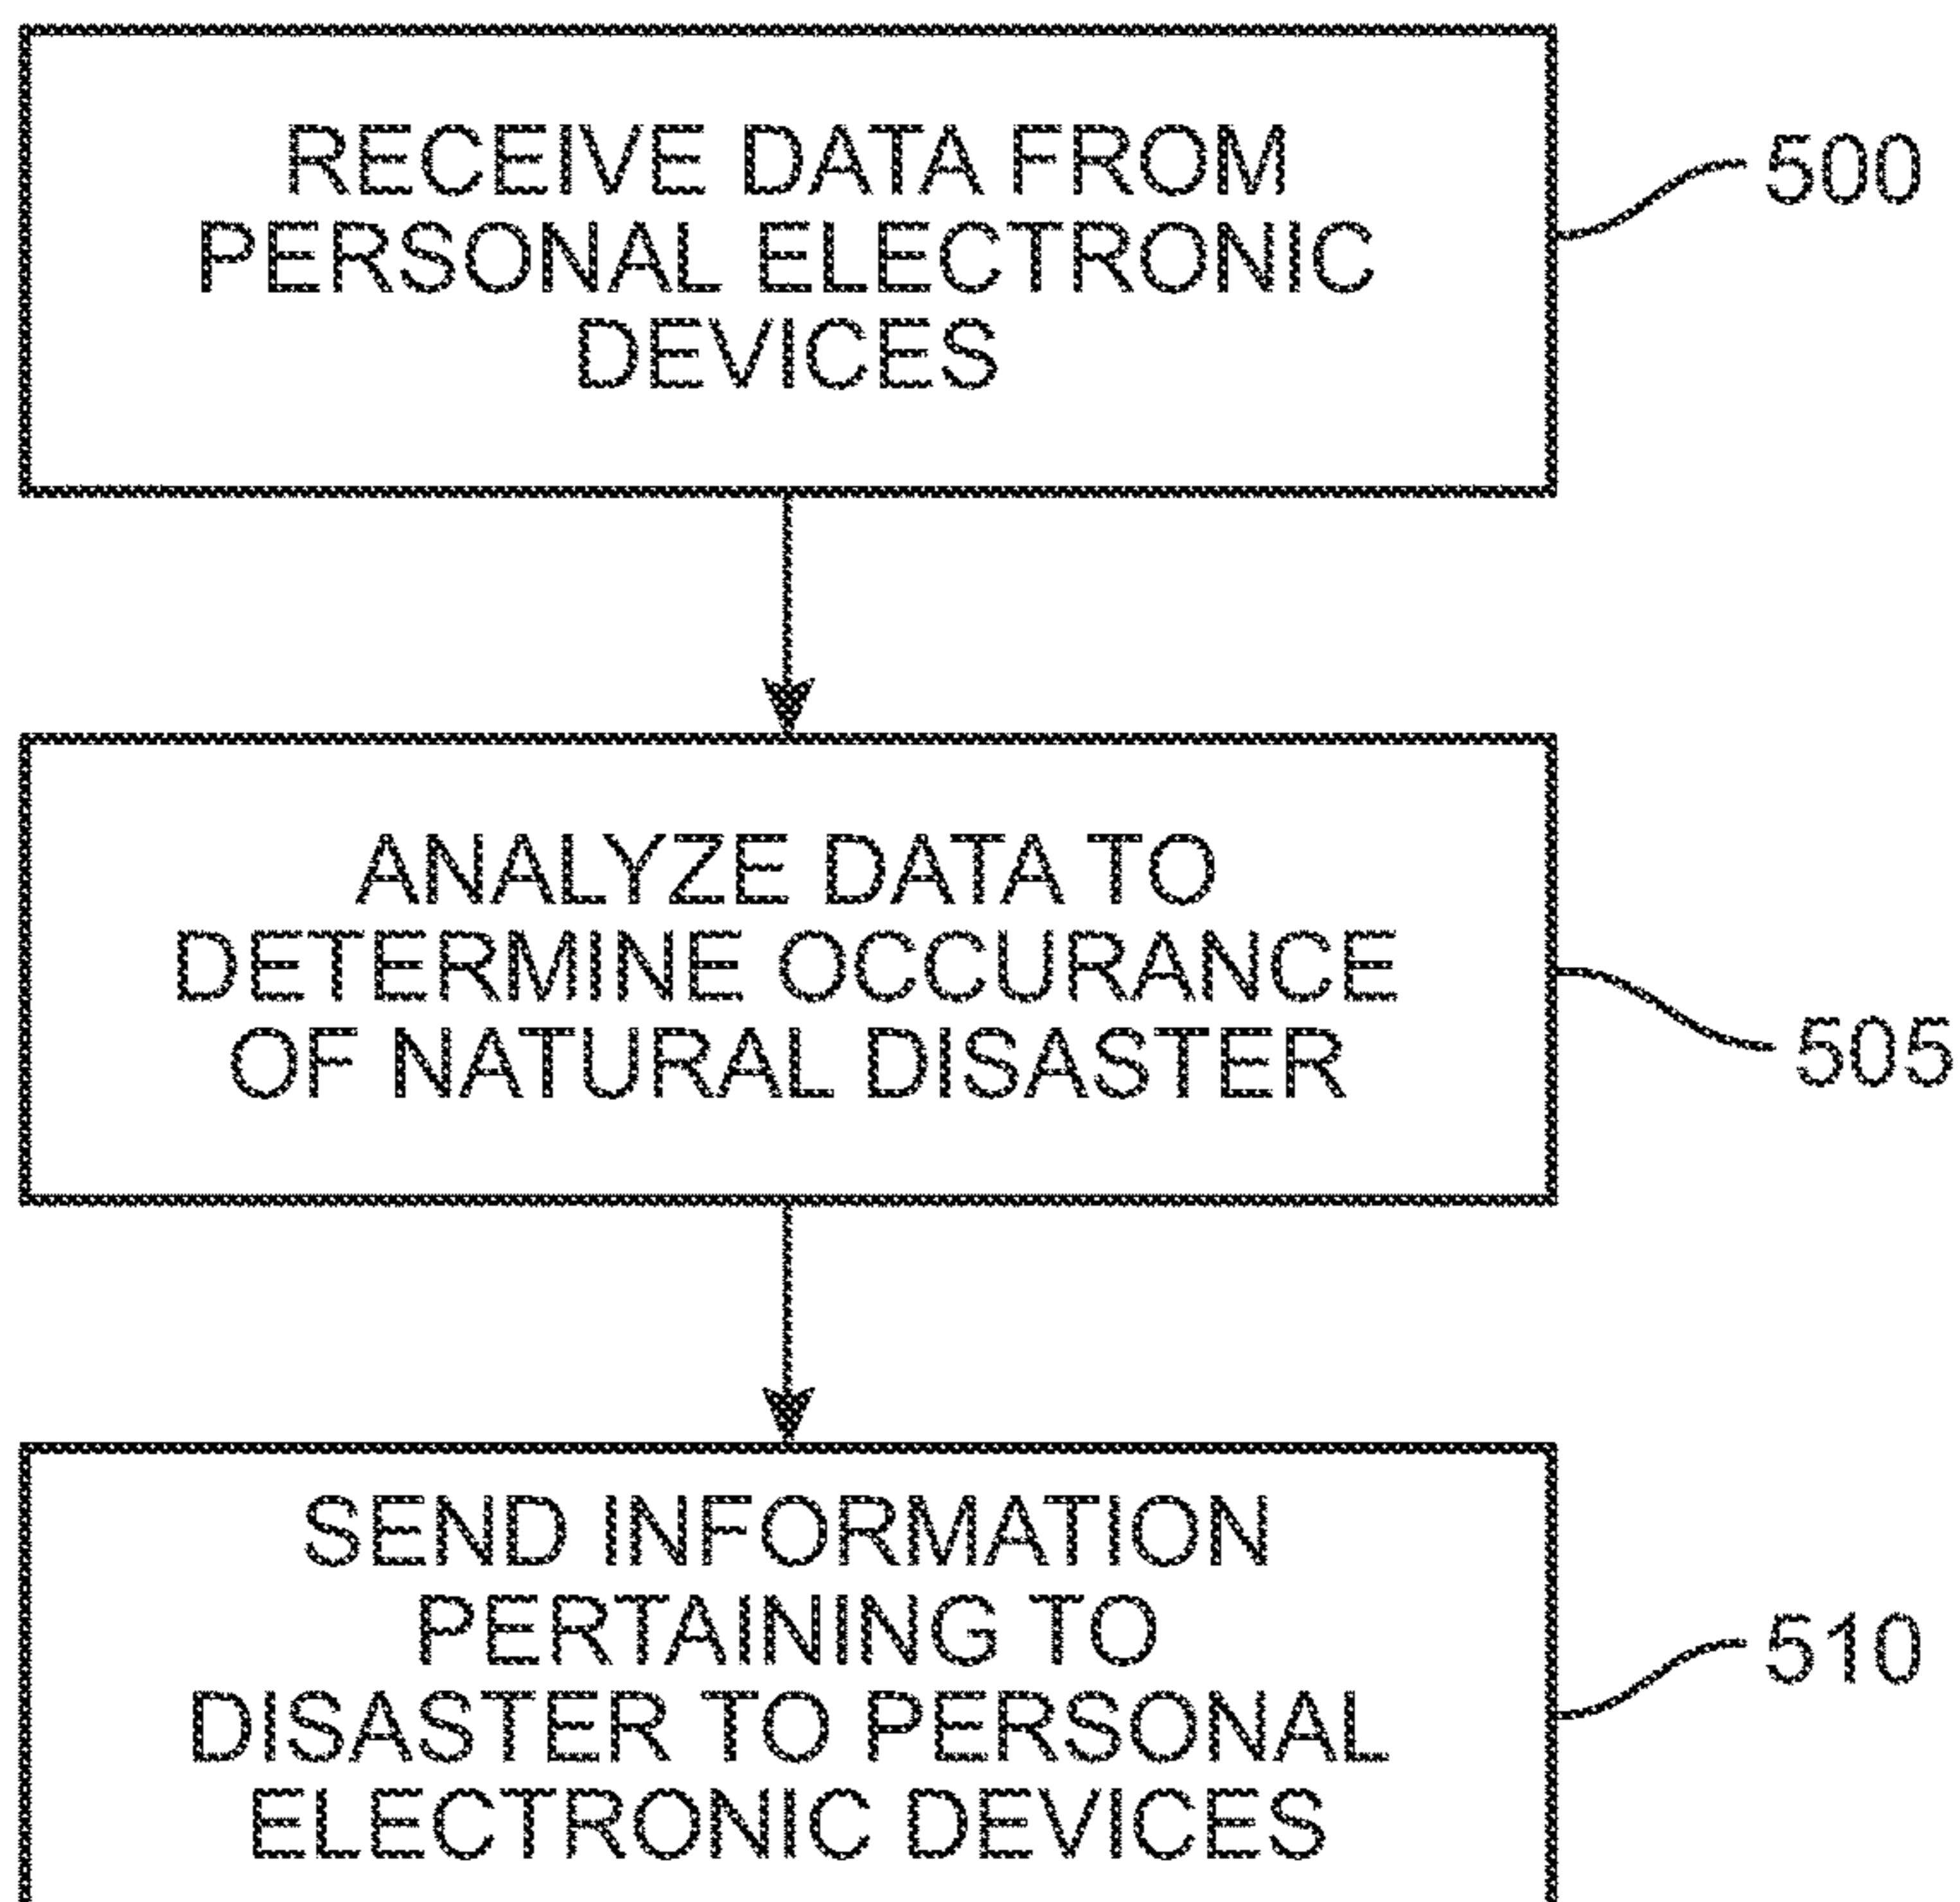 RECEIVE DATA FROM
PERSONAL ELECTRONIC
DEVICES
500
ANALYZE DATA TO
DETERMINE OCCURANCE
OF NATURAL DISASTER
505
SEND INFORMATION
PERTAINING TO
DISASTER TO PERSONAL
ELECTRONIC DEVICES
510